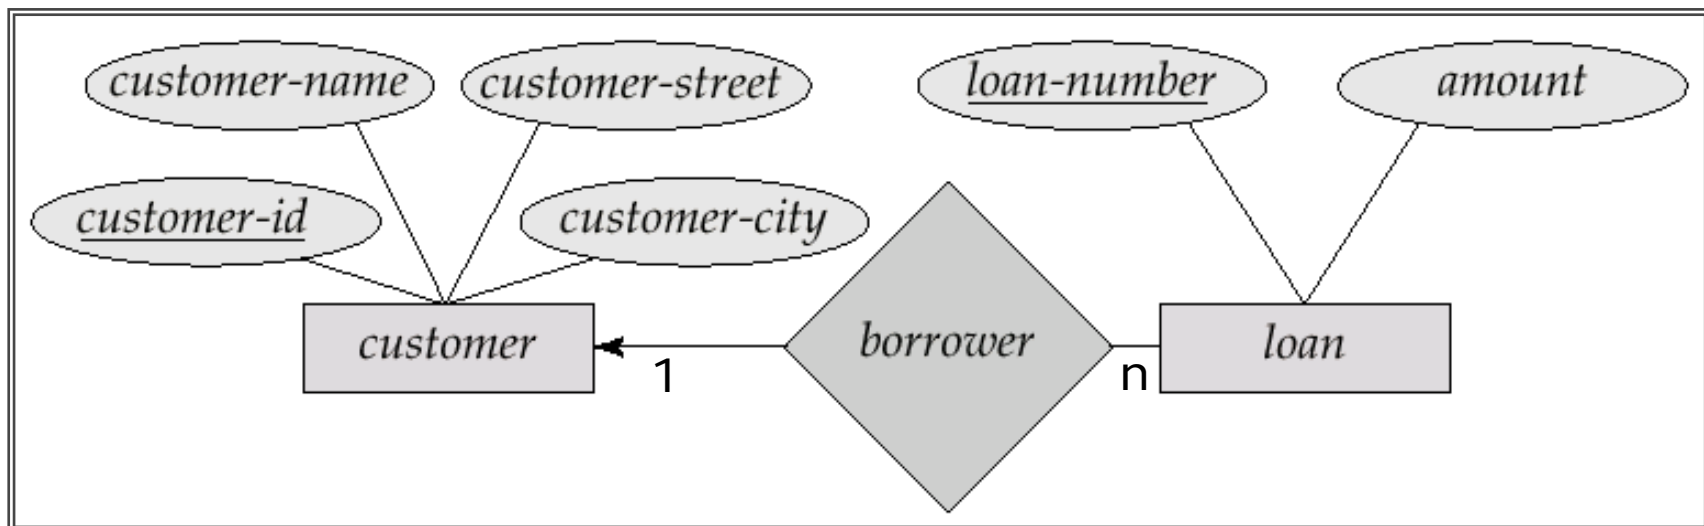 customer-name customer-street loan-number amount
customer-id customer-city
customer borrower loan
1 n